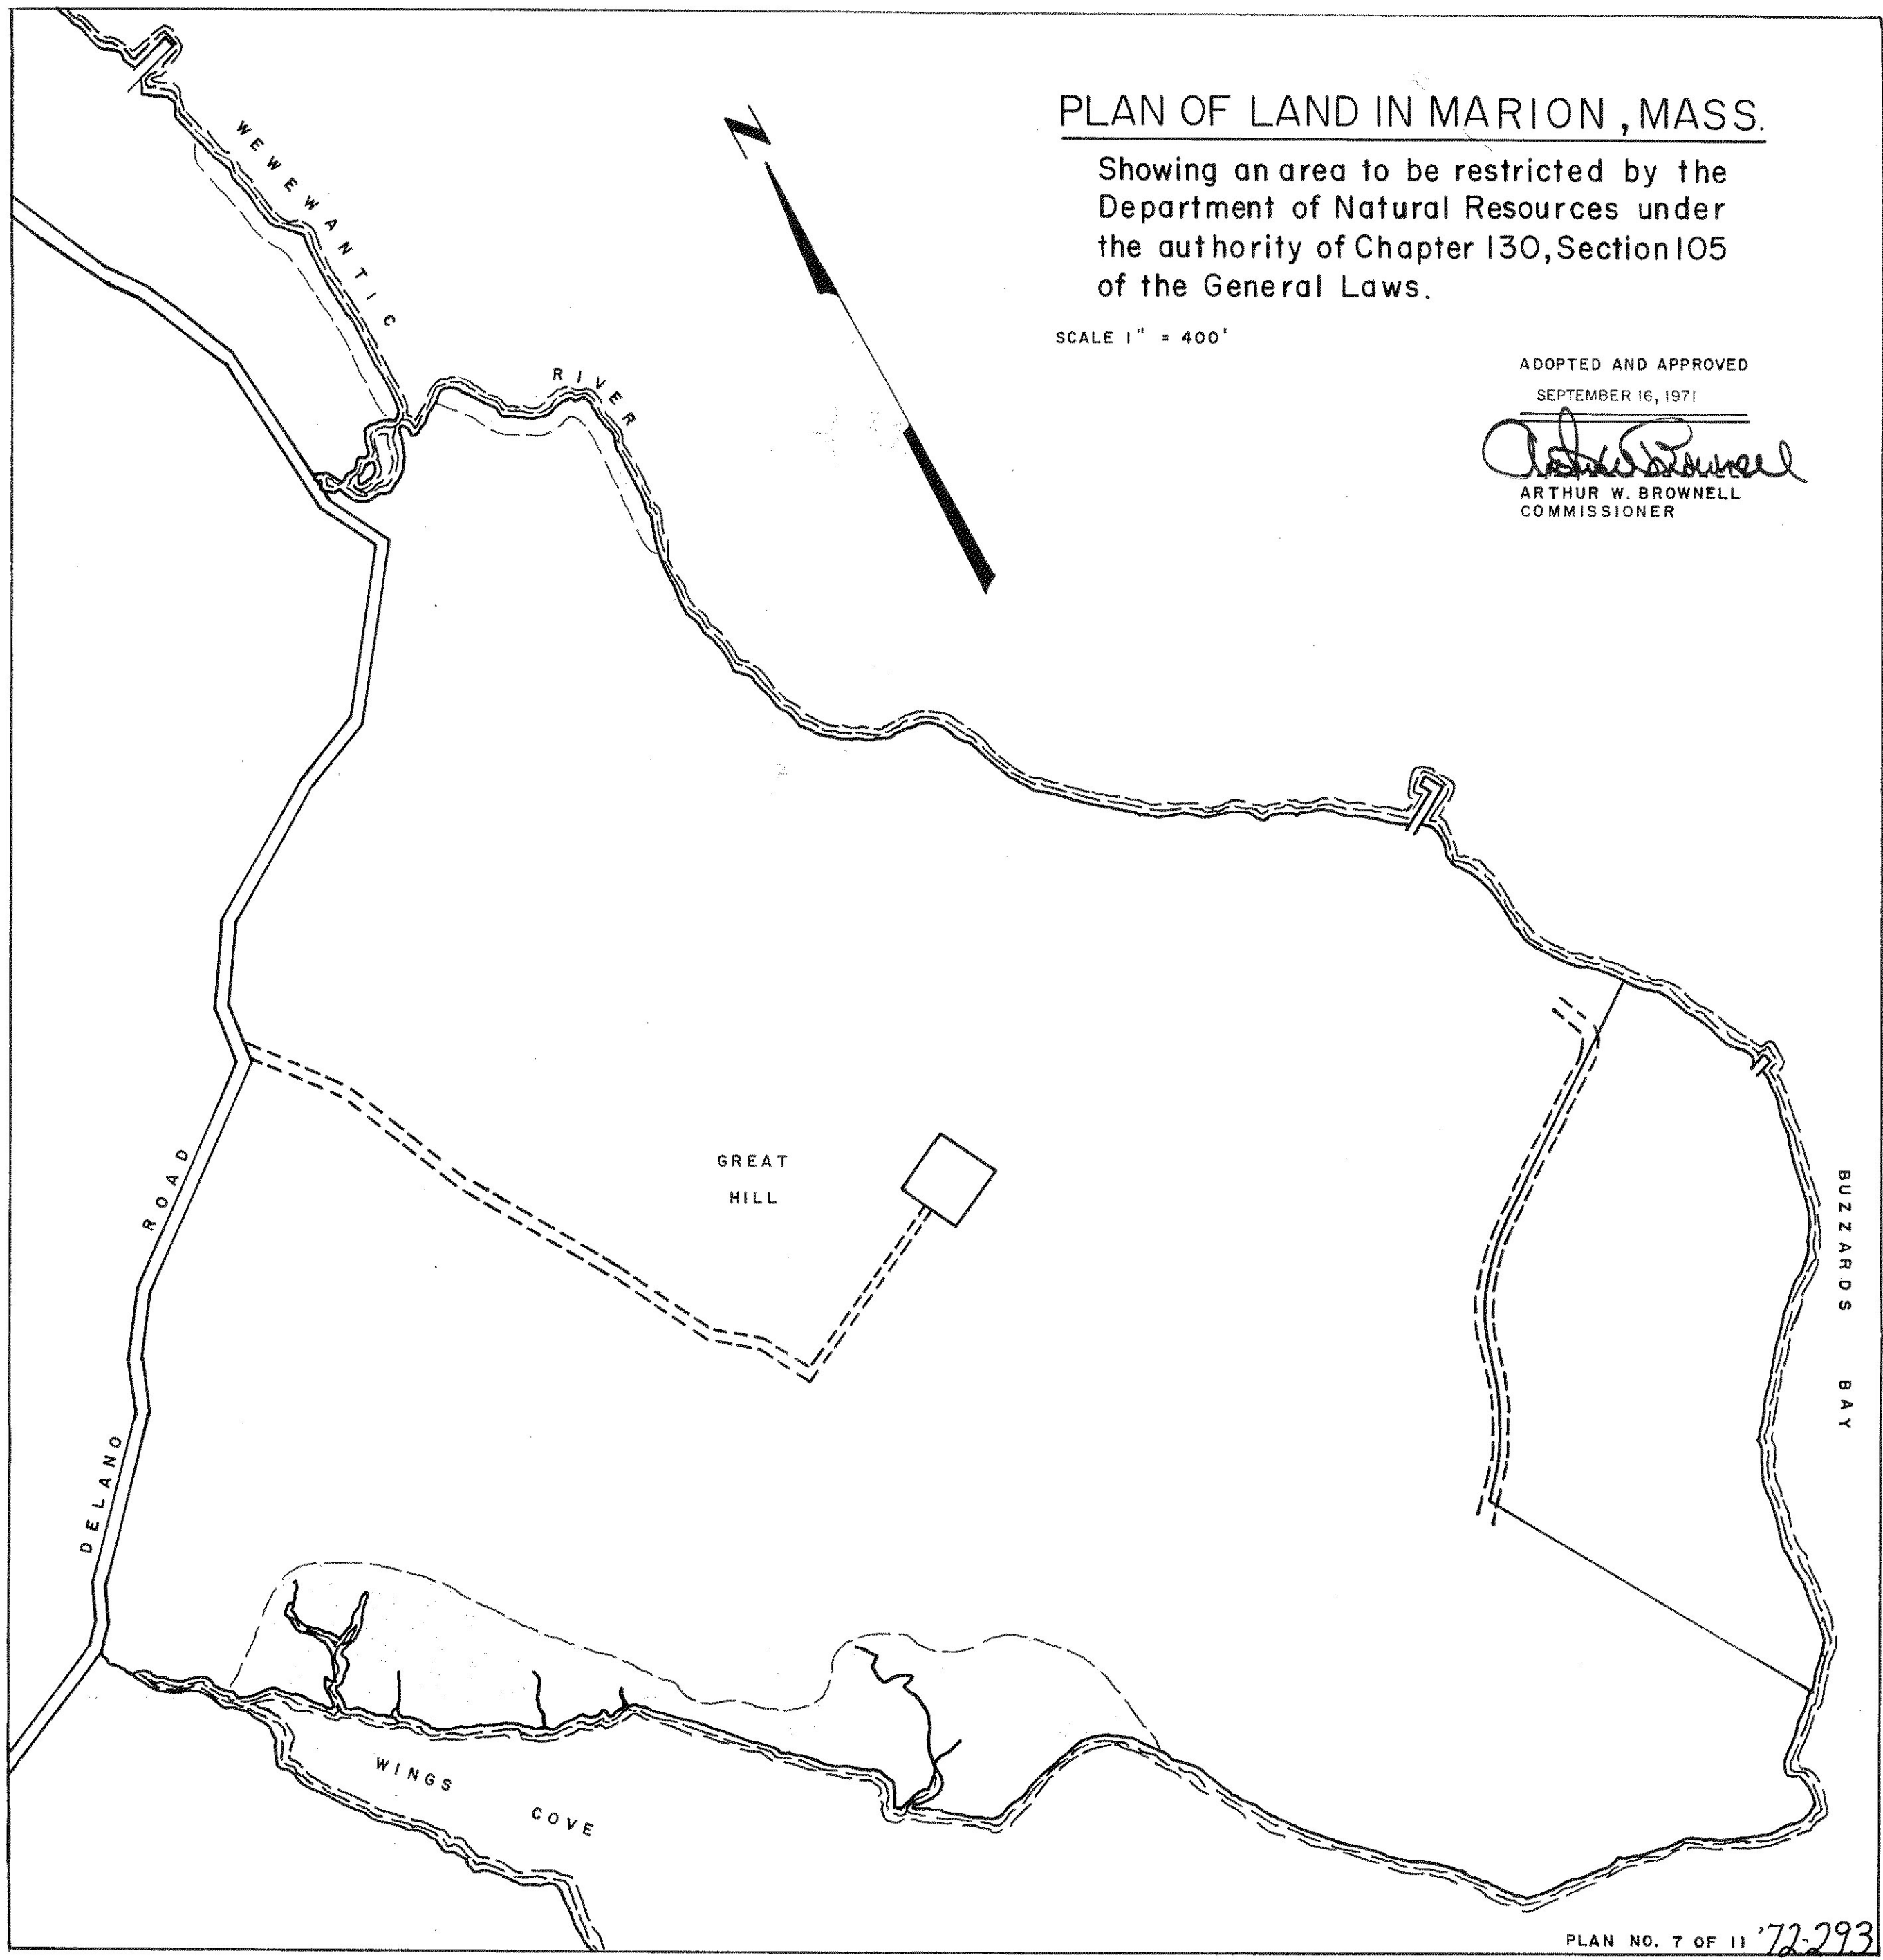 PLAN OF LAND IN MARION, MASS.
Showing an area to be restricted by the
Department of Natural Resources under
the authority of Chapter 130, Section 105
of the General Laws.
SCALE 1" = 400'
ADOPTED AND APPROVED
SEPTEMBER 16, 1971
Arthur W Brownell
ARTHUR W. BROWNELL
COMMISSIONER
N
WEWEWANTIC
RIVER
GREAT
HILL
DELANO ROAD
BUZZARDS BAY
WINGS COVE
PLAN NO. 7 OF 11 '72-293